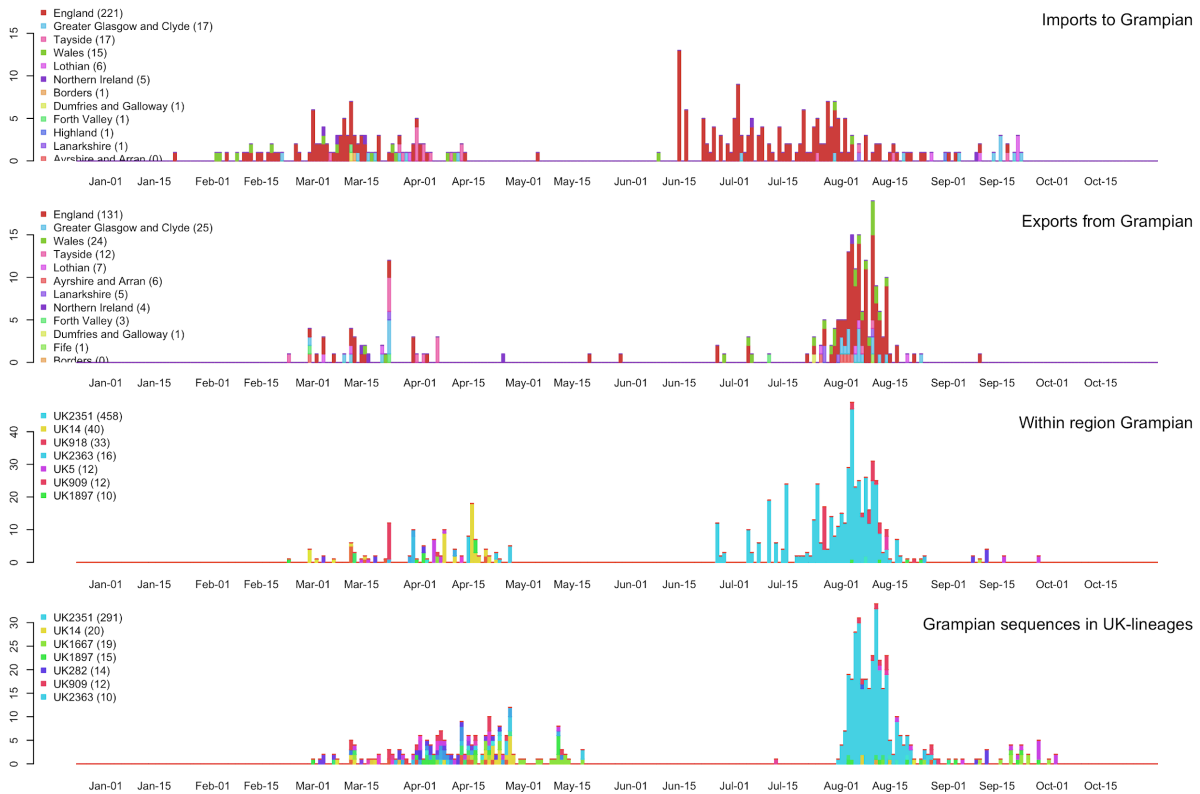 Imports to Grampian
England (221)
Greater Glasgow and Clyde (17)
Tayside (17)
Wales (15)
Lothian (6)
Northern Ireland (5)
Borders (1)
Dumfries and Galloway (1)
Forth Valley (1)
Highland (1)
Lanarkshire (1)
Ayrshire and Arran (0)
0 5 10 15
Jan-01 Jan-15 Feb-01 Feb-15 Mar-01 Mar-15 Apr-01 Apr-15 May-01 May-15 Jun-01 Jun-15 Jul-01 Jul-15 Aug-01 Aug-15 Sep-01 Sep-15 Oct-01 Oct-15
Exports from Grampian
England (131)
Greater Glasgow and Clyde (25)
Wales (24)
Tayside (12)
Lothian (7)
Ayrshire and Arran (6)
Lanarkshire (5)
Northern Ireland (4)
Forth Valley (3)
Dumfries and Galloway (1)
Fife (1)
Borders (0)
0 5 10 15
Jan-01 Jan-15 Feb-01 Feb-15 Mar-01 Mar-15 Apr-01 Apr-15 May-01 May-15 Jun-01 Jun-15 Jul-01 Jul-15 Aug-01 Aug-15 Sep-01 Sep-15 Oct-01 Oct-15
Within region Grampian
UK2351 (458)
UK14 (40)
UK918 (33)
UK2363 (16)
UK5 (12)
UK909 (12)
UK1897 (10)
0 10 20 30 40
Jan-01 Jan-15 Feb-01 Feb-15 Mar-01 Mar-15 Apr-01 Apr-15 May-01 May-15 Jun-01 Jun-15 Jul-01 Jul-15 Aug-01 Aug-15 Sep-01 Sep-15 Oct-01 Oct-15
Grampian sequences in UK-lineages
UK2351 (291)
UK14 (20)
UK1667 (19)
UK1897 (15)
UK282 (14)
UK909 (12)
UK2363 (10)
0 5 10 15 20 25 30
Jan-01 Jan-15 Feb-01 Feb-15 Mar-01 Mar-15 Apr-01 Apr-15 May-01 May-15 Jun-01 Jun-15 Jul-01 Jul-15 Aug-01 Aug-15 Sep-01 Sep-15 Oct-01 Oct-15